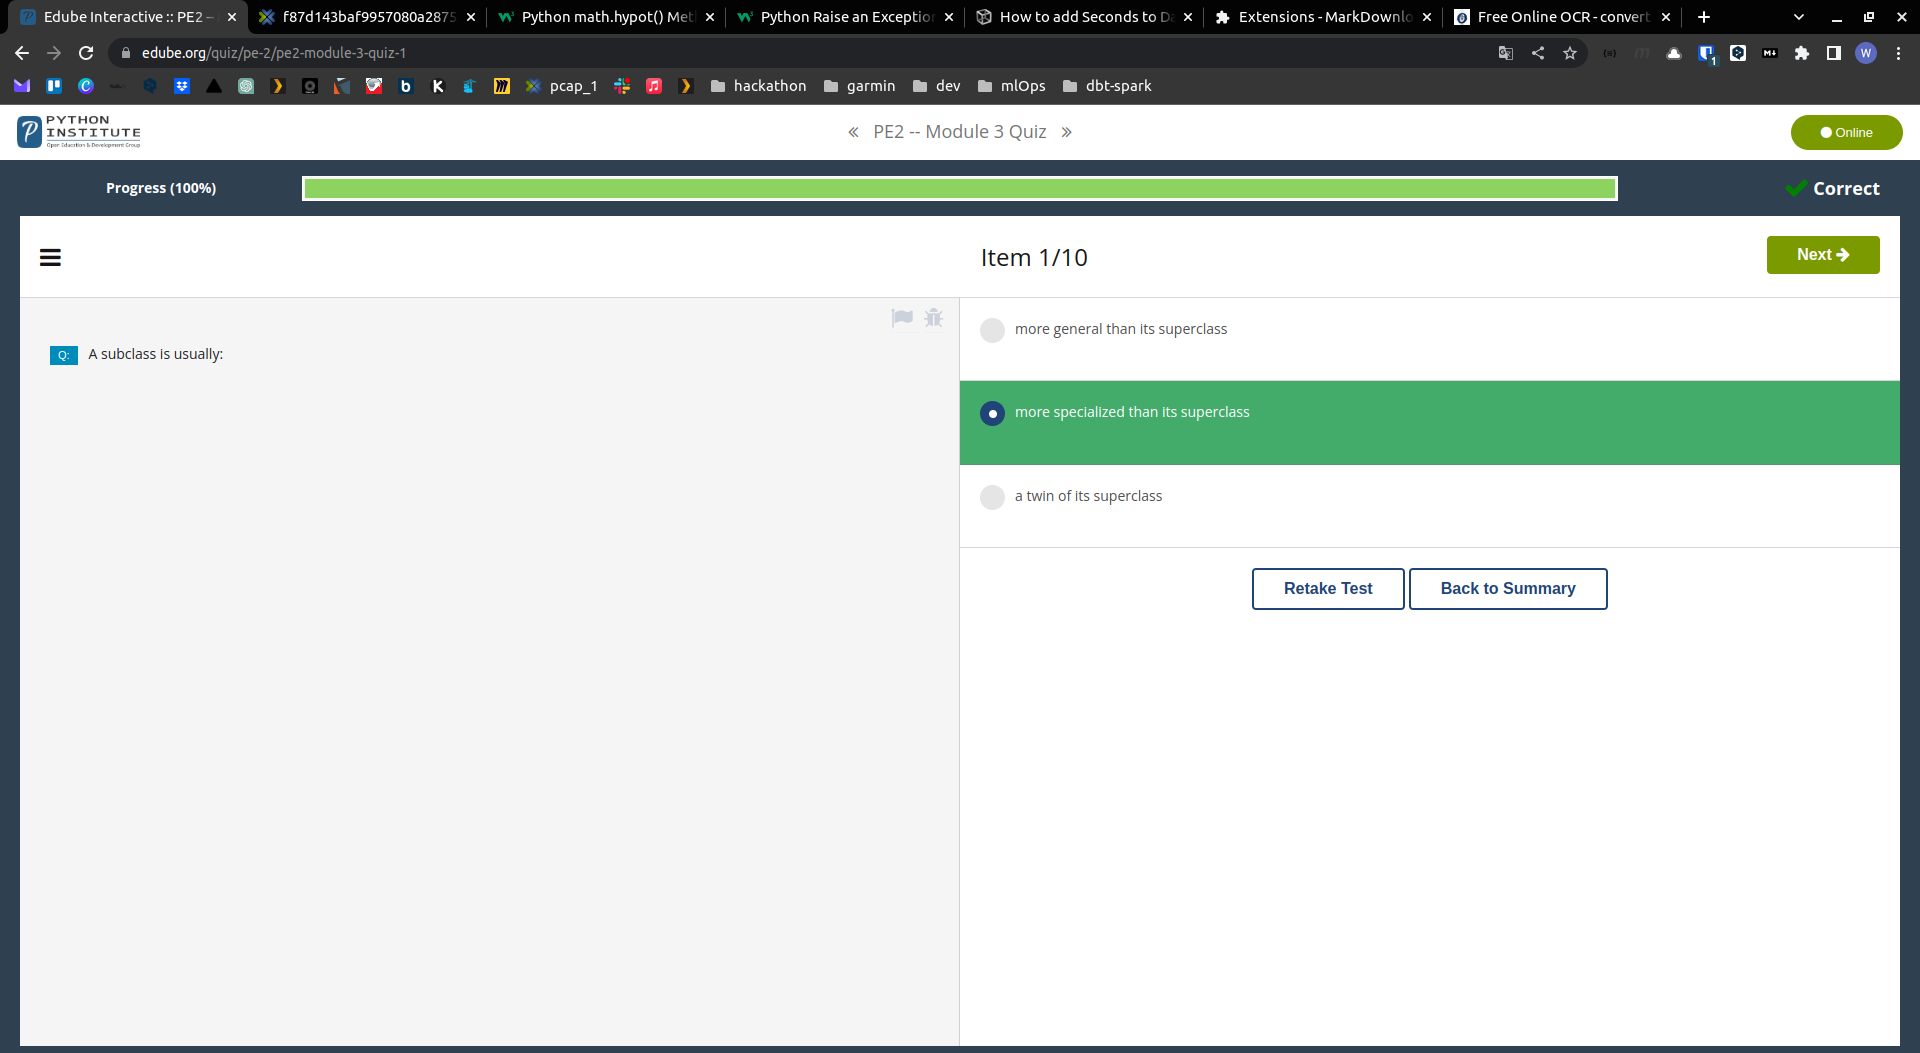 Edube Interactive :: PE2 –
f87d143baf9957080a2875
Python math.hypot() Met
Python Raise an Exception
How to add Seconds to Da
Extensions - MarkDownlo
Free Online OCR - convert
edube.org/quiz/pe-2/pe2-module-3-quiz-1
1
W
pcap_1
hackathon
garmin
dev
mlOps
dbt-spark
PYTHON
INSTITUTE
Open Education & Development Group
« PE2 -- Module 3 Quiz »
Online
Progress (100%)
Correct
Item 1/10
Next
Q: A subclass is usually:
more general than its superclass
more specialized than its superclass
a twin of its superclass
Retake Test
Back to Summary